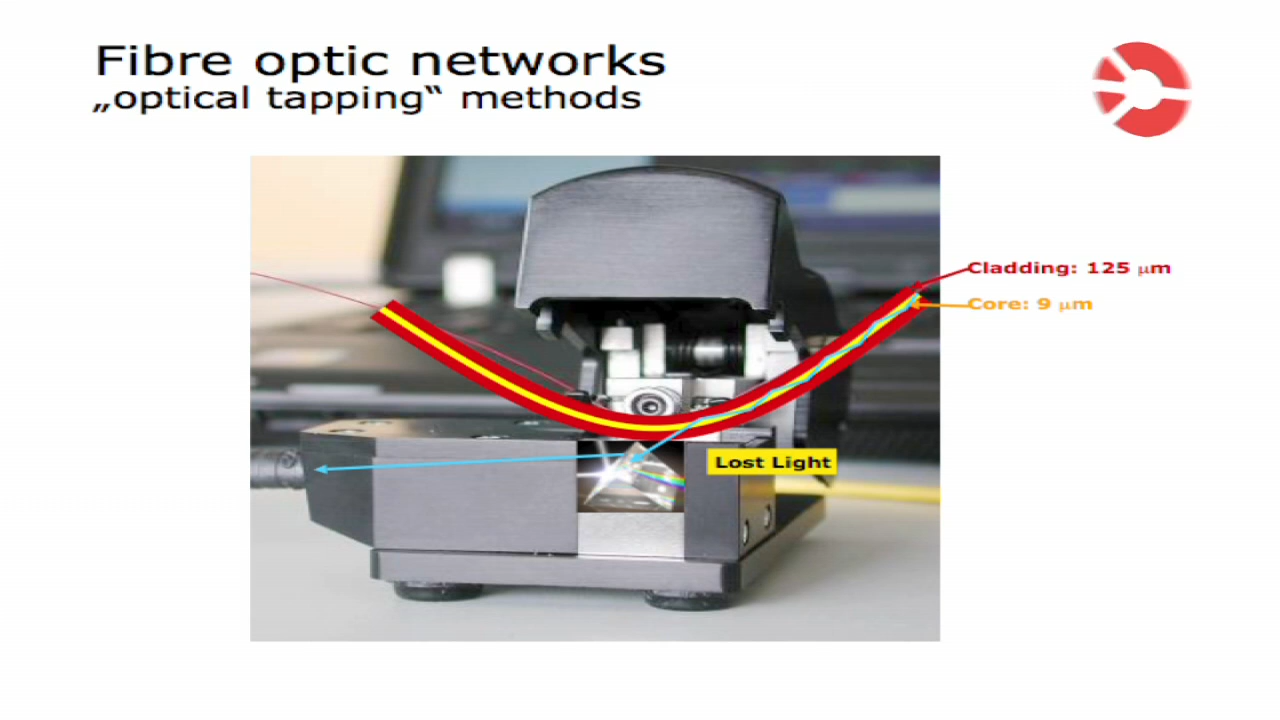 Fibre optic networks
„optical tapping“ methods
Cladding: 125 µm
Core: 9 µm
Lost Light